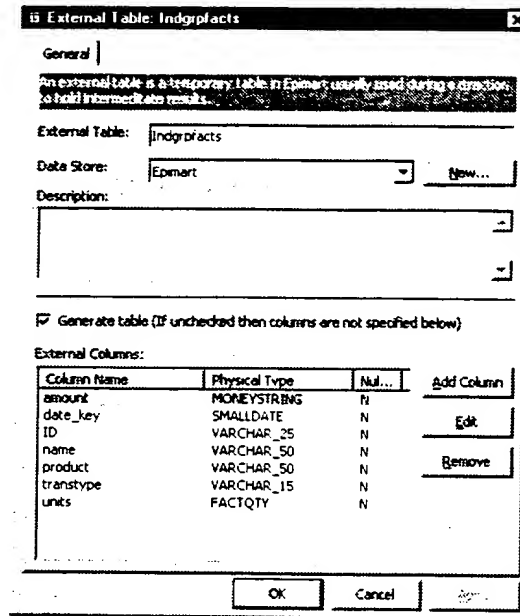 External Table: Indgrpfacts
General
An external table is a temporary table in Epimart usually used during extraction
to hold intermediate results.
External Table: Indgrpfacts
Data Store: Epimart New...
Description:
Generate table (If unchecked then columns are not specified below)
External Columns:
Column Name Physical Type Nul... Add Column
amount MONEYSTRING N
date_key SMALLDATE N Edit
ID VARCHAR_25 N
name VARCHAR_50 N Remove
product VARCHAR_50 N
transtype VARCHAR_15 N
units FACTQTY N
OK Cancel